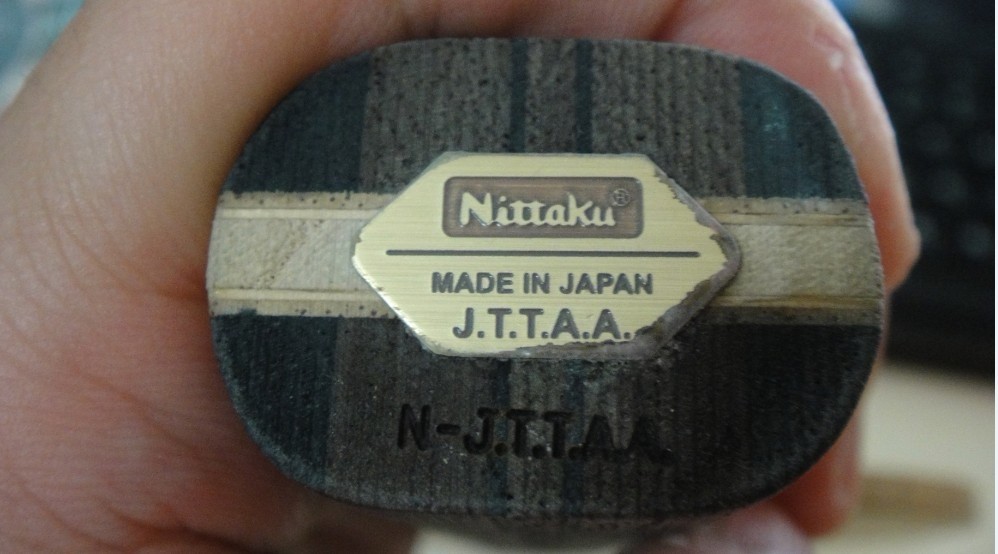 Nittaku®
MADE IN JAPAN
J.T.T.A.A.
N-J.T.T.A.A.